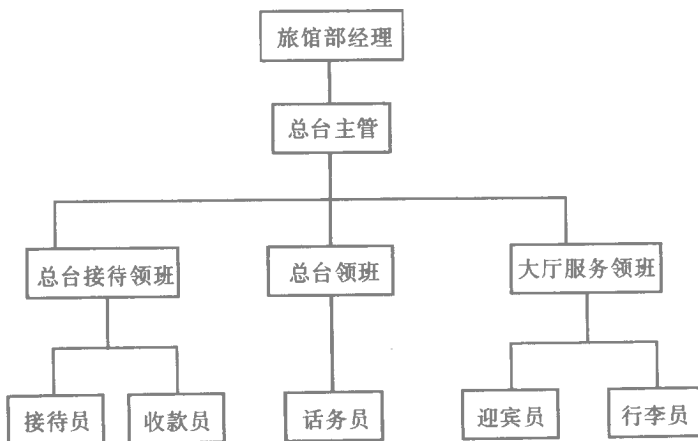 旅馆部经理
总台主管
总台接待领班
总台领班
大厅服务领班
接待员
收款员
话务员
迎宾员
行李员